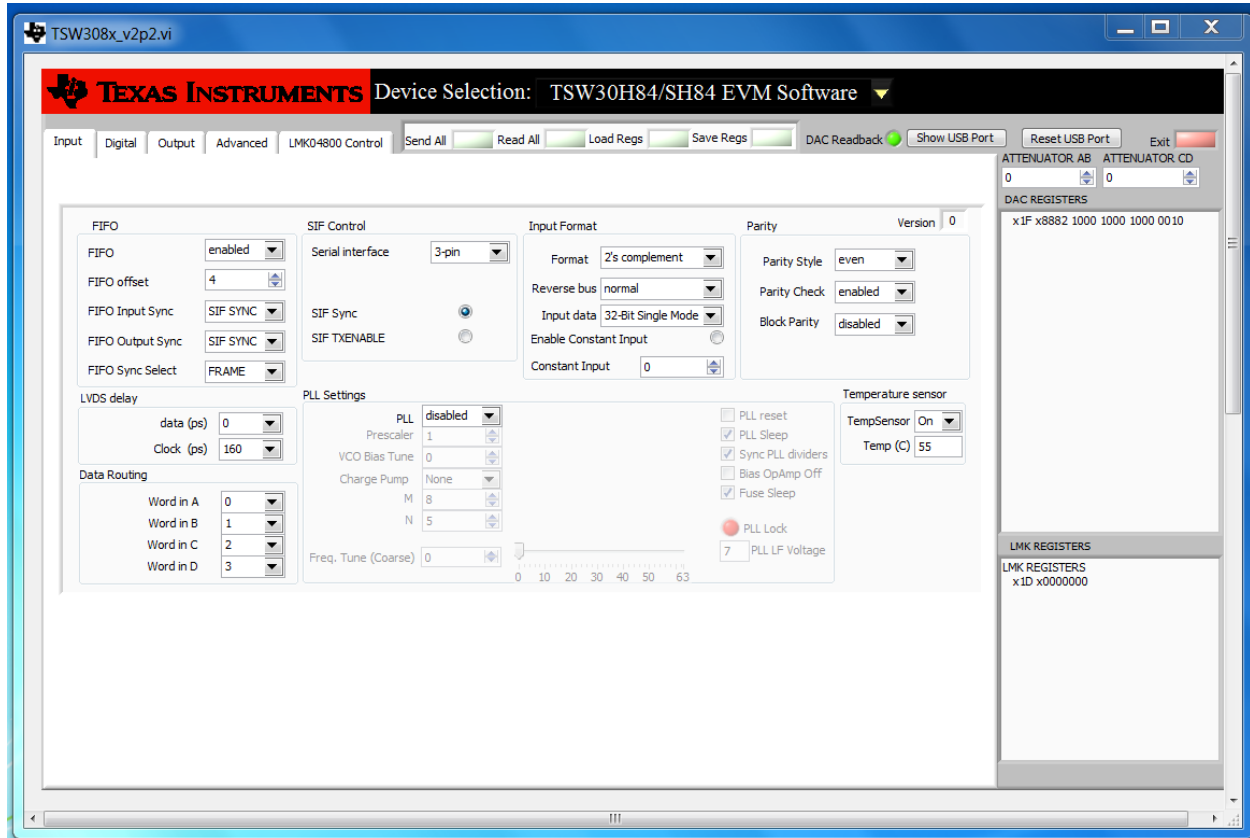 TSW308x_v2p2.vi
TEXAS INSTRUMENTS Device Selection: TSW30H84/SH84 EVM Software
Input Digital Output Advanced LMK04800 Control Send All Read All Load Regs Save Regs DAC Readback Show USB Port Reset USB Port Exit
ATTENUATOR AB ATTENUATOR CD
0 0
DAC REGISTERS
x1F x8882 1000 1000 1000 0010
FIFO
FIFO enabled
FIFO offset 4
FIFO Input Sync SIF SYNC
FIFO Output Sync SIF SYNC
FIFO Sync Select FRAME
SIF Control
Serial interface 3-pin
SIF Sync
SIF TXENABLE
Input Format
Format 2's complement
Reverse bus normal
Input data 32-Bit Single Mode
Enable Constant Input
Constant Input 0
Parity Version 0
Parity Style even
Parity Check enabled
Block Parity disabled
LVDS delay
data (ps) 0
Clock (ps) 160
Data Routing
Word in A 0
Word in B 1
Word in C 2
Word in D 3
PLL Settings
PLL disabled
Prescaler 1
VCO Bias Tune 0
Charge Pump None
M 8
N 5
Freq. Tune (Coarse) 0
0 10 20 30 40 50 63
PLL reset
PLL Sleep
Sync PLL dividers
Bias OpAmp Off
Fuse Sleep
PLL Lock
7 PLL LF Voltage
Temperature sensor
TempSensor On
Temp (C) 55
LMK REGISTERS
LMK REGISTERS
x1D x0000000